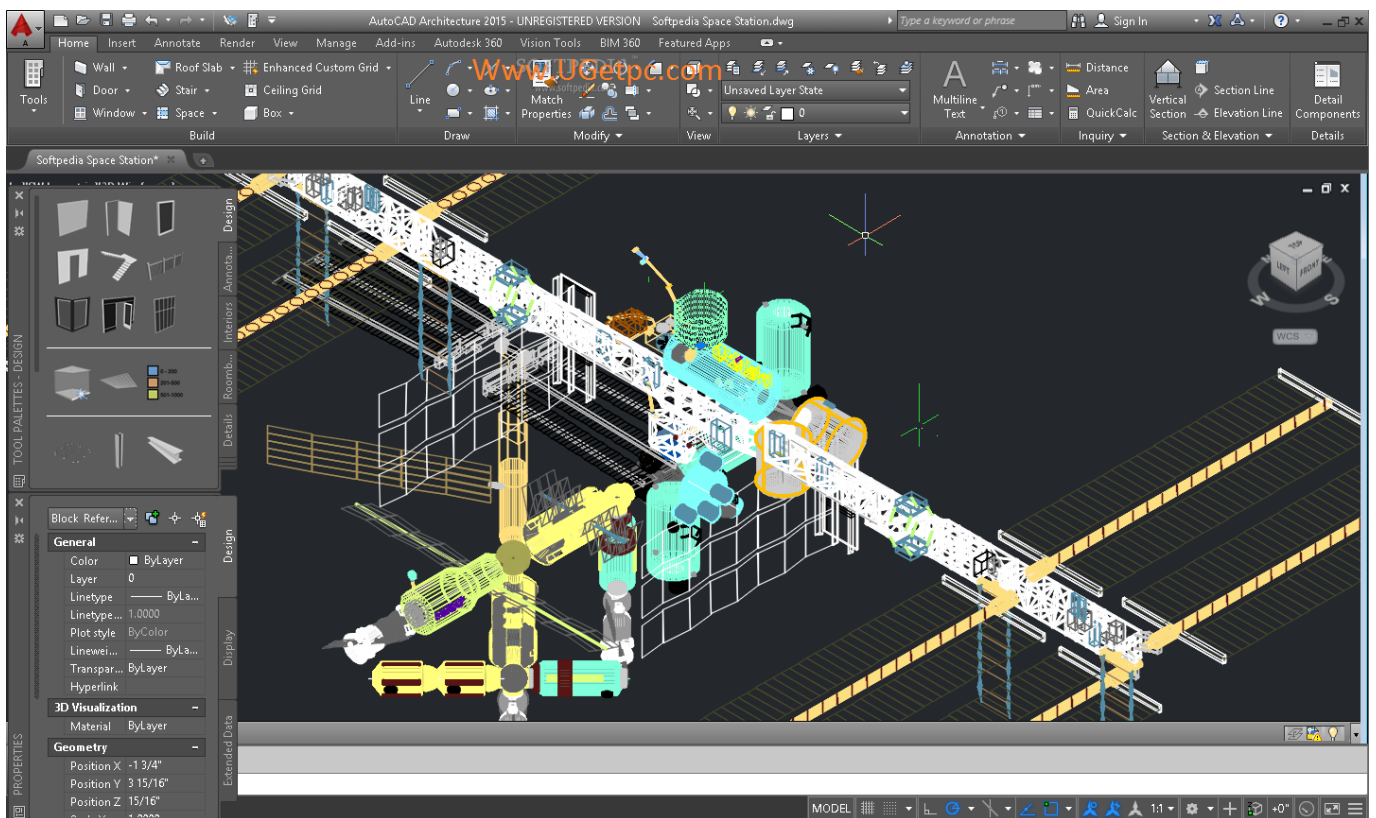 AutoCAD Architecture 2015 - UNREGISTERED VERSION Softpedia Space Station.dwg
Type a keyword or phrase
Sign In
Home Insert Annotate Render View Manage Add-ins Autodesk 360 Vision Tools BIM 360 Featured Apps
Www.UGetpc.com
Tools
Wall Roof Slab Enhanced Custom Grid
Door Stair Ceiling Grid
Window Space Box
Line
Match
Properties
Unsaved Layer State
0
Multiline
Text
Distance
Area
QuickCalc
Vertical
Section
Section Line
Elevation Line
Detail
Components
Build Draw Modify View Layers Annotation Inquiry Section & Elevation Details
Softpedia Space Station*
Design
Annota...
Interiors
Roomb...
Details
TOOL PALETTES - DESIGN
0 - 200
201-500
501-1000
TOP
LEFT
FRONT
W
S
WCS
Block Refer...
General
Color ByLayer
Layer 0
Linetype ByLa...
Linetype... 1.0000
Plot style ByColor
Linewei... ByLa...
Transpar... ByLayer
Hyperlink
3D Visualization
Material ByLayer
Geometry
Position X -1 3/4"
Position Y 3 15/16"
Position Z 15/16"
Design
Display
Extended Data
PROPERTIES
MODEL
1:1
+0"